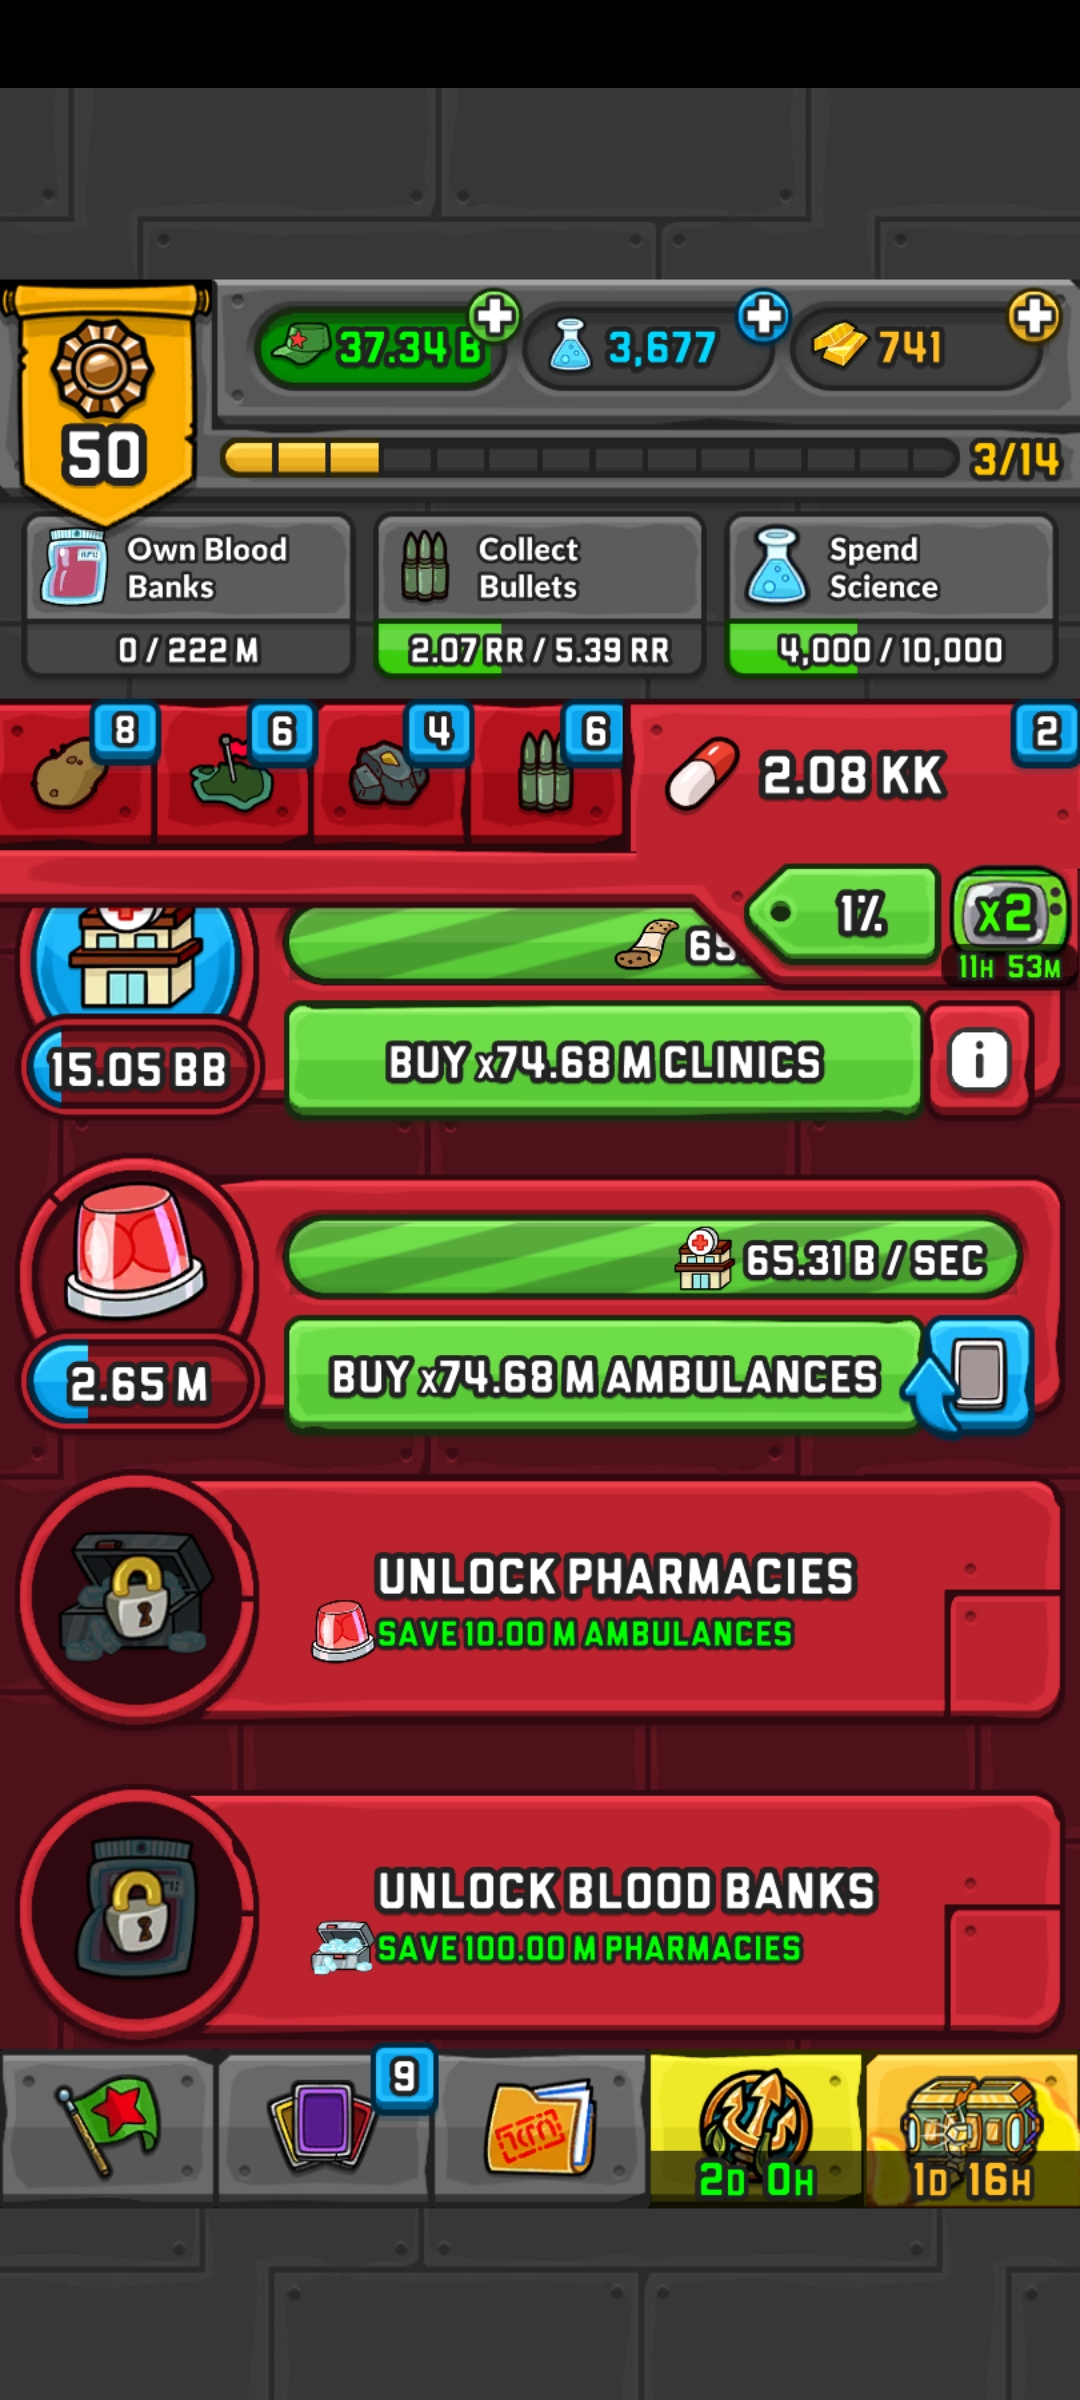 37.34 B
3,677
741
50
3/14
Own Blood
Banks
0 / 222 M
Collect
Bullets
2.07 RR / 5.39 RR
Spend
Science
4,000 / 10,000
8
6
4
6
2.08 KK
2
1%
x2
11H 53M
65
15.05 BB
BUY x74.68 M CLINICS
i
65.31 B / SEC
2.65 M
BUY x74.68 M AMBULANCES
UNLOCK PHARMACIES
SAVE 10.00 M AMBULANCES
UNLOCK BLOOD BANKS
SAVE 100.00 M PHARMACIES
9
2D 0H
1D 16H